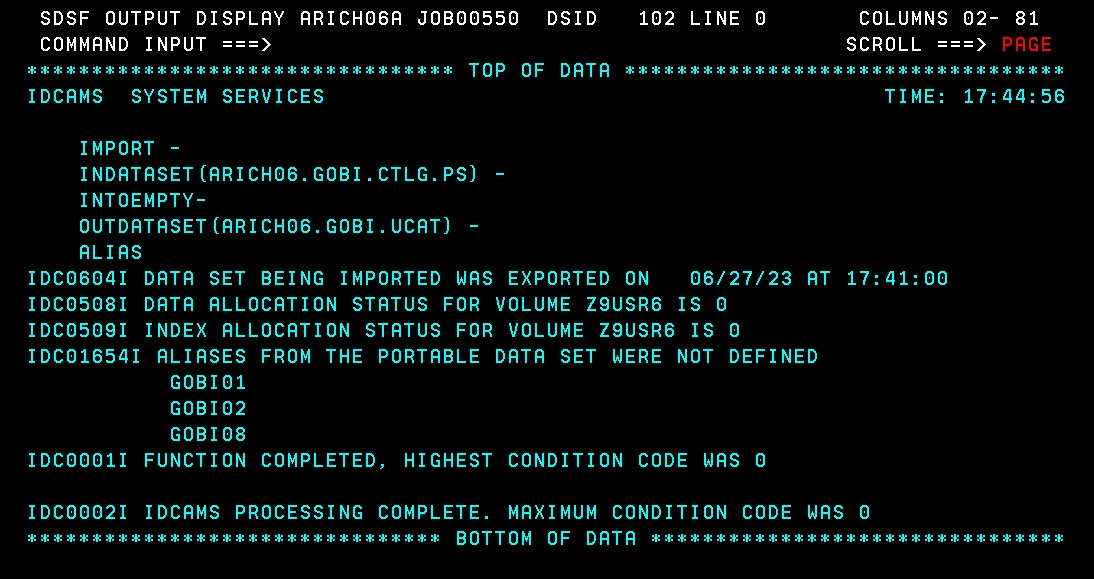 SDSF OUTPUT DISPLAY ARICH06A JOB00550  DSID   102 LINE 0       COLUMNS 02- 81
COMMAND INPUT ===>                                            SCROLL ===> PAGE
********************************* TOP OF DATA **********************************
IDCAMS  SYSTEM SERVICES                                           TIME: 17:44:56
    IMPORT -
    INDATASET(ARICH06.GOBI.CTLG.PS) -
    INTOEMPTY-
    OUTDATASET(ARICH06.GOBI.UCAT) -
    ALIAS
IDC0604I DATA SET BEING IMPORTED WAS EXPORTED ON   06/27/23 AT 17:41:00
IDC0508I DATA ALLOCATION STATUS FOR VOLUME Z9USR6 IS 0
IDC0509I INDEX ALLOCATION STATUS FOR VOLUME Z9USR6 IS 0
IDC01654I ALIASES FROM THE PORTABLE DATA SET WERE NOT DEFINED
           GOBI01
           GOBI02
           GOBI08
IDC0001I FUNCTION COMPLETED, HIGHEST CONDITION CODE WAS 0
IDC0002I IDCAMS PROCESSING COMPLETE. MAXIMUM CONDITION CODE WAS 0
******************************** BOTTOM OF DATA ********************************